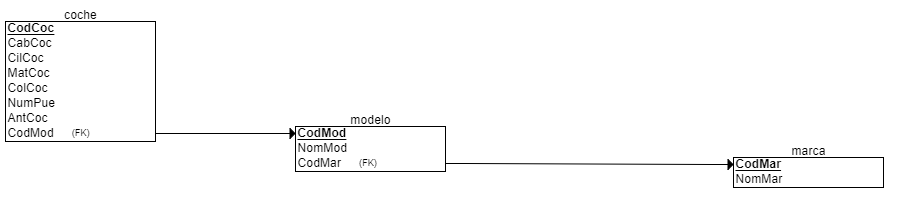 coche
CodCoc
CabCoc
CilCoc
MatCoc
ColCoc
NumPue
AntCoc
CodMod (FK)
modelo
CodMod
NomMod
CodMar (FK)
marca
CodMar
NomMar